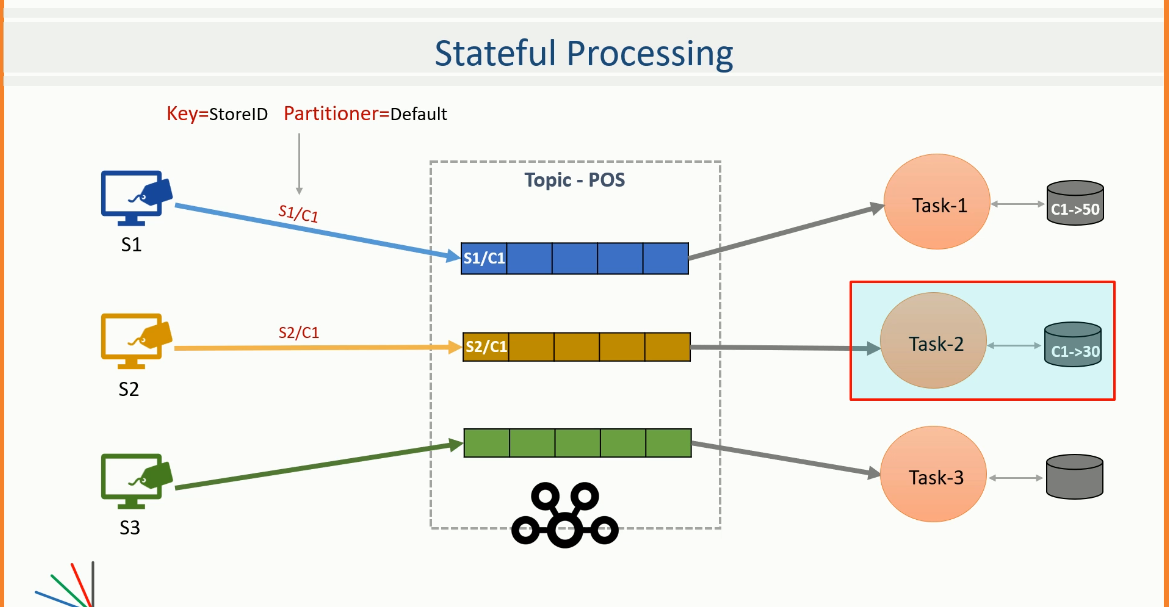 Stateful Processing
Key=StoreID Partitioner=Default
Topic - POS
S1/C1
S1
S1/C1
Task-1
C1->50
S2/C1
S2
S2/C1
Task-2
C1->30
S3
Task-3